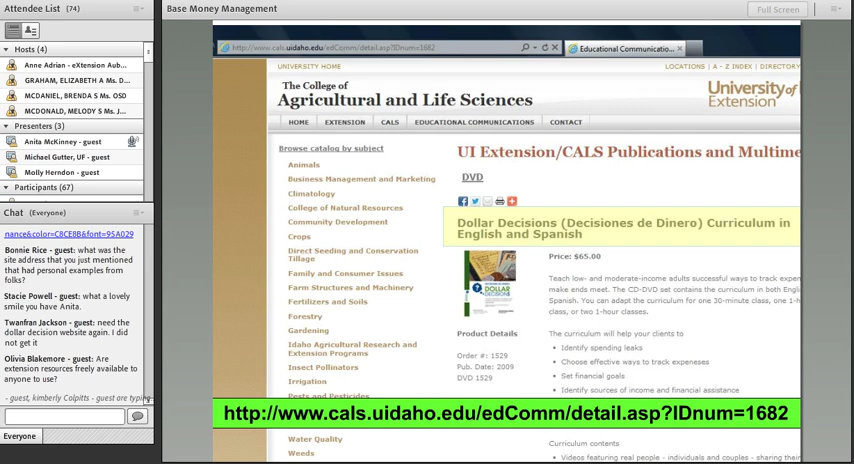 Attendee List (74)
Hosts (4)
Anne Adrian - eXtension Aub...
GRAHAM, ELIZABETH A Ms. D...
MCDANIEL, BRENDA S Ms. OSD
MCDONALD, MELODY S Ms. J...
Presenters (3)
Anita McKinney - guest
Michael Gutter, UF - guest
Molly Herndon - guest
Participants (67)
Chat (Everyone)
nance&color=C8CE8B&font=95A029
Bonnie Rice - guest: what was the
site address that you just mentioned
that had personal examples from
folks?
Stacie Powell - guest: what a lovely
smile you have Anita.
Twanfran Jackson - guest: need the
dollar decision website again. I did
not get it
Olivia Blakemore - guest: Are
extension resources freely available to
anyone to use?
- guest, kimberly Colpitts - guest are typing
Everyone
Base Money Management
Full Screen
http://www.cals.uidaho.edu/edComm/detail.asp?IDnum=1682
Educational Communicatio...
UNIVERSITY HOME
LOCATIONS | A - Z INDEX | DIRECTORY
The College of
Agricultural and Life Sciences
University of
Extension
HOME
EXTENSION
CALS
EDUCATIONAL COMMUNICATIONS
CONTACT
Browse catalog by subject
Animals
Business Management and Marketing
Climatology
College of Natural Resources
Community Development
Crops
Direct Seeding and Conservation
Tillage
Family and Consumer Issues
Farm Structures and Machinery
Fertilizers and Soils
Forestry
Gardening
Idaho Agricultural Research and
Extension Programs
Insect Pollinators
Irrigation
Pests and Pesticides
Water Quality
Weeds
UI Extension/CALS Publications and Multime
DVD
Dollar Decisions (Decisiones de Dinero) Curriculum in
English and Spanish
DOLLAR
DECISIONS
Price: $65.00
Teach low- and moderate-income adults successful ways to track expen
make ends meet. The CD-DVD set contains the curriculum in both Engli
Spanish. You can adapt the curriculum for one 30-minute class, one 1-h
class, or two 1-hour classes.
Product Details
Order #: 1529
Pub. Date: 2009
DVD 1529
The curriculum will help your clients to
Identify spending leaks
Choose effective ways to track expeneses
Set financial goals
Identify sources of income and financial assistance
http://www.cals.uidaho.edu/edComm/detail.asp?IDnum=1682
Curriculum contents
Videos featuring real people - individuals and couples - sharing their